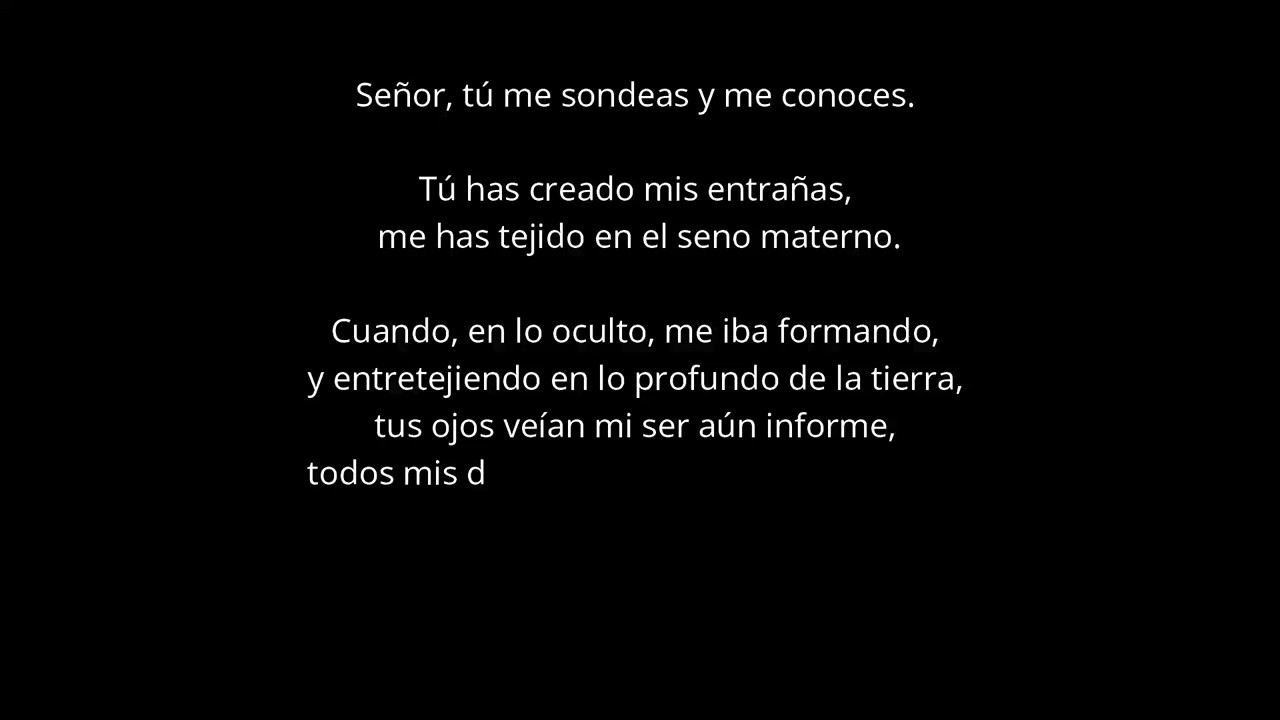 Señor, tú me sondeas y me conoces.
Tú has creado mis entrañas,
me has tejido en el seno materno.
Cuando, en lo oculto, me iba formando,
y entretejiendo en lo profundo de la tierra,
tus ojos veían mi ser aún informe,
todos mis d